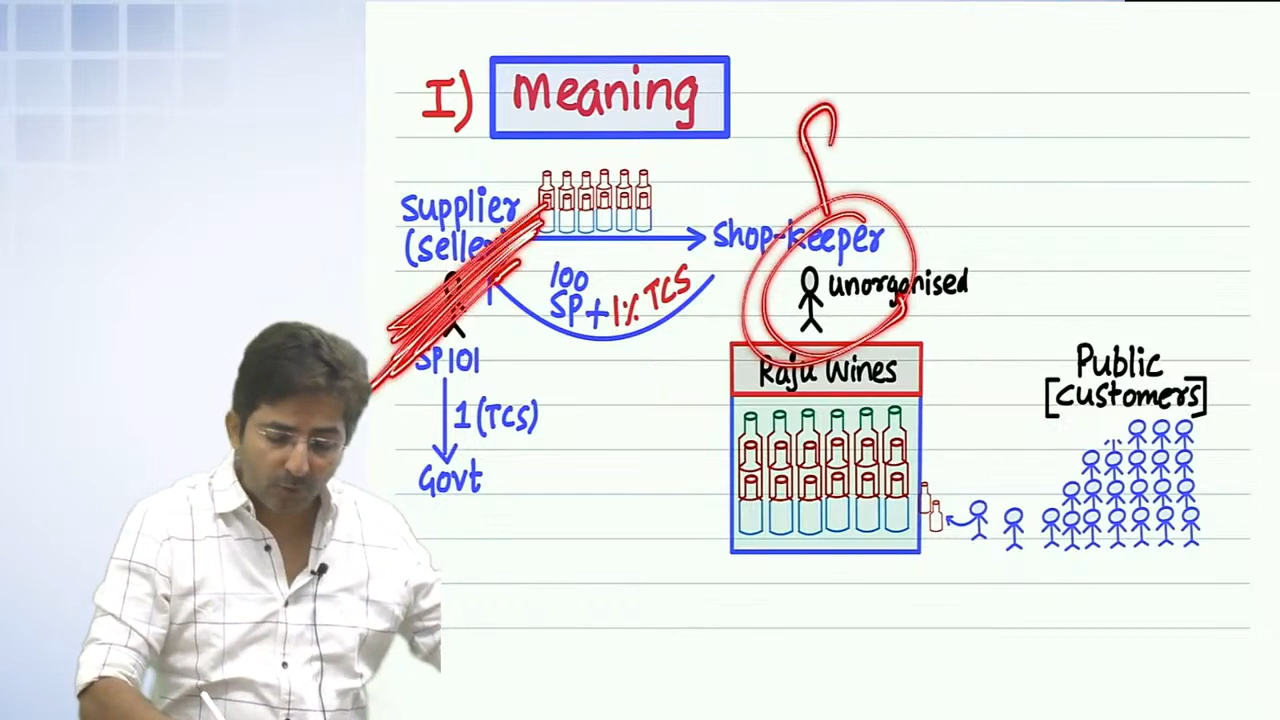 I) Meaning
Supplier
(seller)
Shop-keeper
100
SP + 1% TCS
unorganised
SP 101
1 (TCS)
Govt
Raju Wines
Public
[Customers]